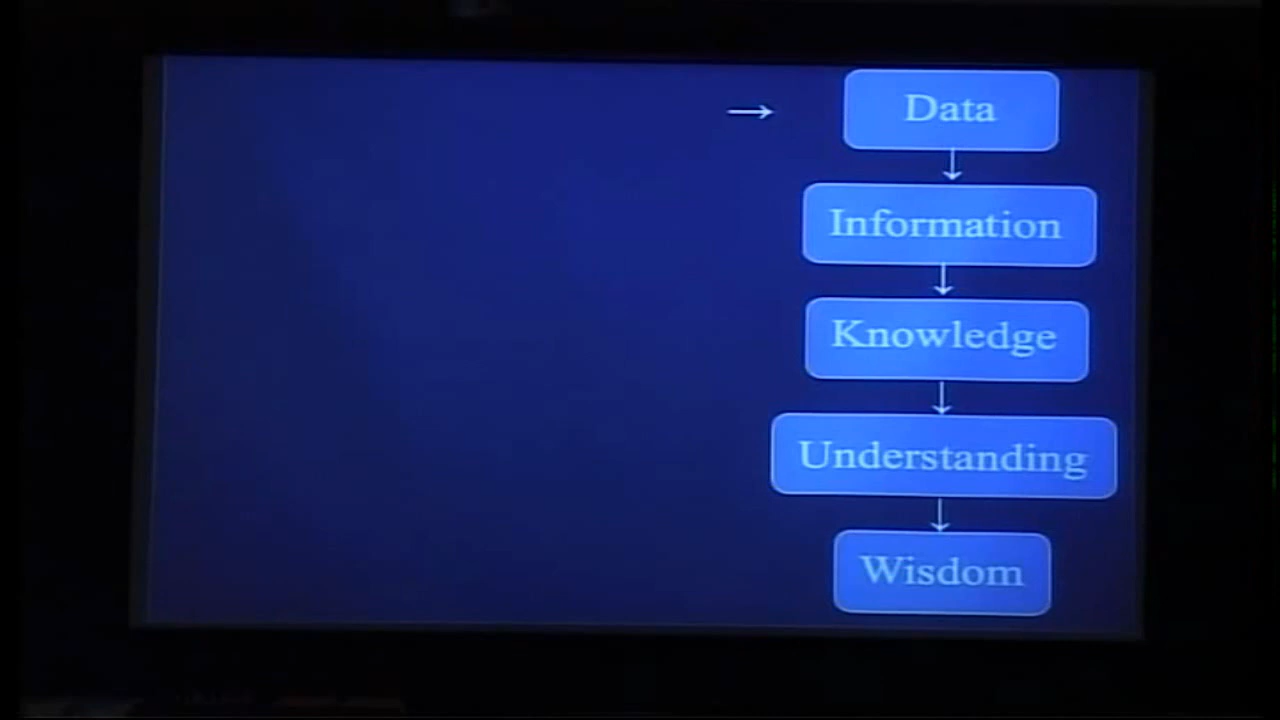 → Data
Information
Knowledge
Understanding
Wisdom